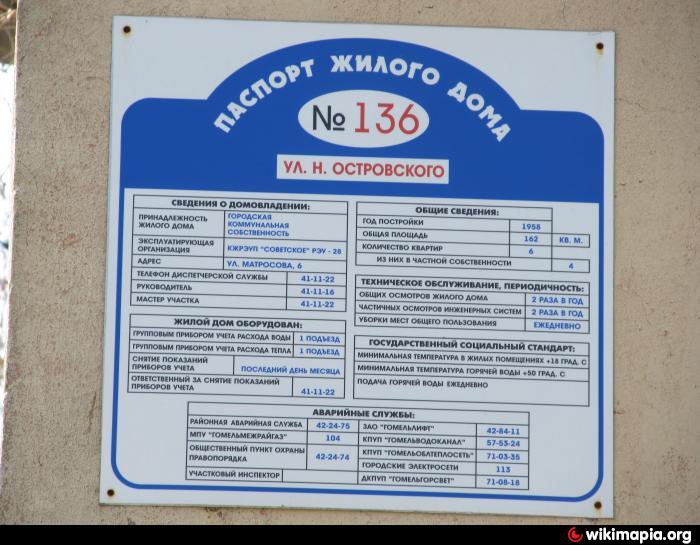 ПАСПОРТ ЖИЛОГО ДОМА
№ 136
УЛ. Н. ОСТРОВСКОГО
СВЕДЕНИЯ О ДОМОВЛАДЕНИИ:
ПРИНАДЛЕЖНОСТЬ ЖИЛОГО ДОМА ГОРОДСКАЯ КОММУНАЛЬНАЯ СОБСТВЕННОСТЬ
ЭКСПЛУАТИРУЮЩАЯ ОРГАНИЗАЦИЯ КЖРЭУП "СОВЕТСКОЕ" РЭУ - 28
АДРЕС УЛ. МАТРОСОВА, 6
ТЕЛЕФОН ДИСПЕТЧЕРСКОЙ СЛУЖБЫ 41-11-22
РУКОВОДИТЕЛЬ 41-11-16
МАСТЕР УЧАСТКА 41-11-22
ЖИЛОЙ ДОМ ОБОРУДОВАН:
ГРУППОВЫМ ПРИБОРОМ УЧЕТА РАСХОДА ВОДЫ 1 ПОДЪЕЗД
ГРУППОВЫМ ПРИБОРОМ УЧЕТА РАСХОДА ТЕПЛА 1 ПОДЪЕЗД
СНЯТИЕ ПОКАЗАНИЙ ПРИБОРОВ УЧЕТА ПОСЛЕДНИЙ ДЕНЬ МЕСЯЦА
ОТВЕТСТВЕННЫЙ ЗА СНЯТИЕ ПОКАЗАНИЙ ПРИБОРОВ УЧЕТА 41-11-22
ОБЩИЕ СВЕДЕНИЯ:
ГОД ПОСТРОЙКИ 1958
ОБЩАЯ ПЛОЩАДЬ 162 КВ. М.
КОЛИЧЕСТВО КВАРТИР 6
ИЗ НИХ В ЧАСТНОЙ СОБСТВЕННОСТИ 4
ТЕХНИЧЕСКОЕ ОБСЛУЖИВАНИЕ, ПЕРИОДИЧНОСТЬ:
ОБЩИХ ОСМОТРОВ ЖИЛОГО ДОМА 2 РАЗА В ГОД
ЧАСТИЧНЫХ ОСМОТРОВ ИНЖЕНЕРНЫХ СИСТЕМ 2 РАЗА В ГОД
УБОРКИ МЕСТ ОБЩЕГО ПОЛЬЗОВАНИЯ ЕЖЕДНЕВНО
ГОСУДАРСТВЕННЫЙ СОЦИАЛЬНЫЙ СТАНДАРТ:
МИНИМАЛЬНАЯ ТЕМПЕРАТУРА В ЖИЛЫХ ПОМЕЩЕНИЯХ +18 ГРАД. С
МИНИМАЛЬНАЯ ТЕМПЕРАТУРА ГОРЯЧЕЙ ВОДЫ +50 ГРАД. С
ПОДАЧА ГОРЯЧЕЙ ВОДЫ ЕЖЕДНЕВНО
АВАРИЙНЫЕ СЛУЖБЫ:
РАЙОННАЯ АВАРИЙНАЯ СЛУЖБА 42-24-75
МПУ "ГОМЕЛЬМЕЖРАЙГАЗ" 104
ОБЩЕСТВЕННЫЙ ПУНКТ ОХРАНЫ ПРАВОПОРЯДКА 42-24-74
УЧАСТКОВЫЙ ИНСПЕКТОР
ЗАО "ГОМЕЛЬЛИФТ" 42-84-11
КПУП "ГОМЕЛЬВОДОКАНАЛ" 57-53-24
КПУП "ГОМЕЛЬОБЛТЕПЛОСЕТЬ" 71-03-35
ГОРОДСКИЕ ЭЛЕКТРОСЕТИ 113
ДКПУП "ГОМЕЛЬГОРСВЕТ" 71-08-18
wikimapia.org